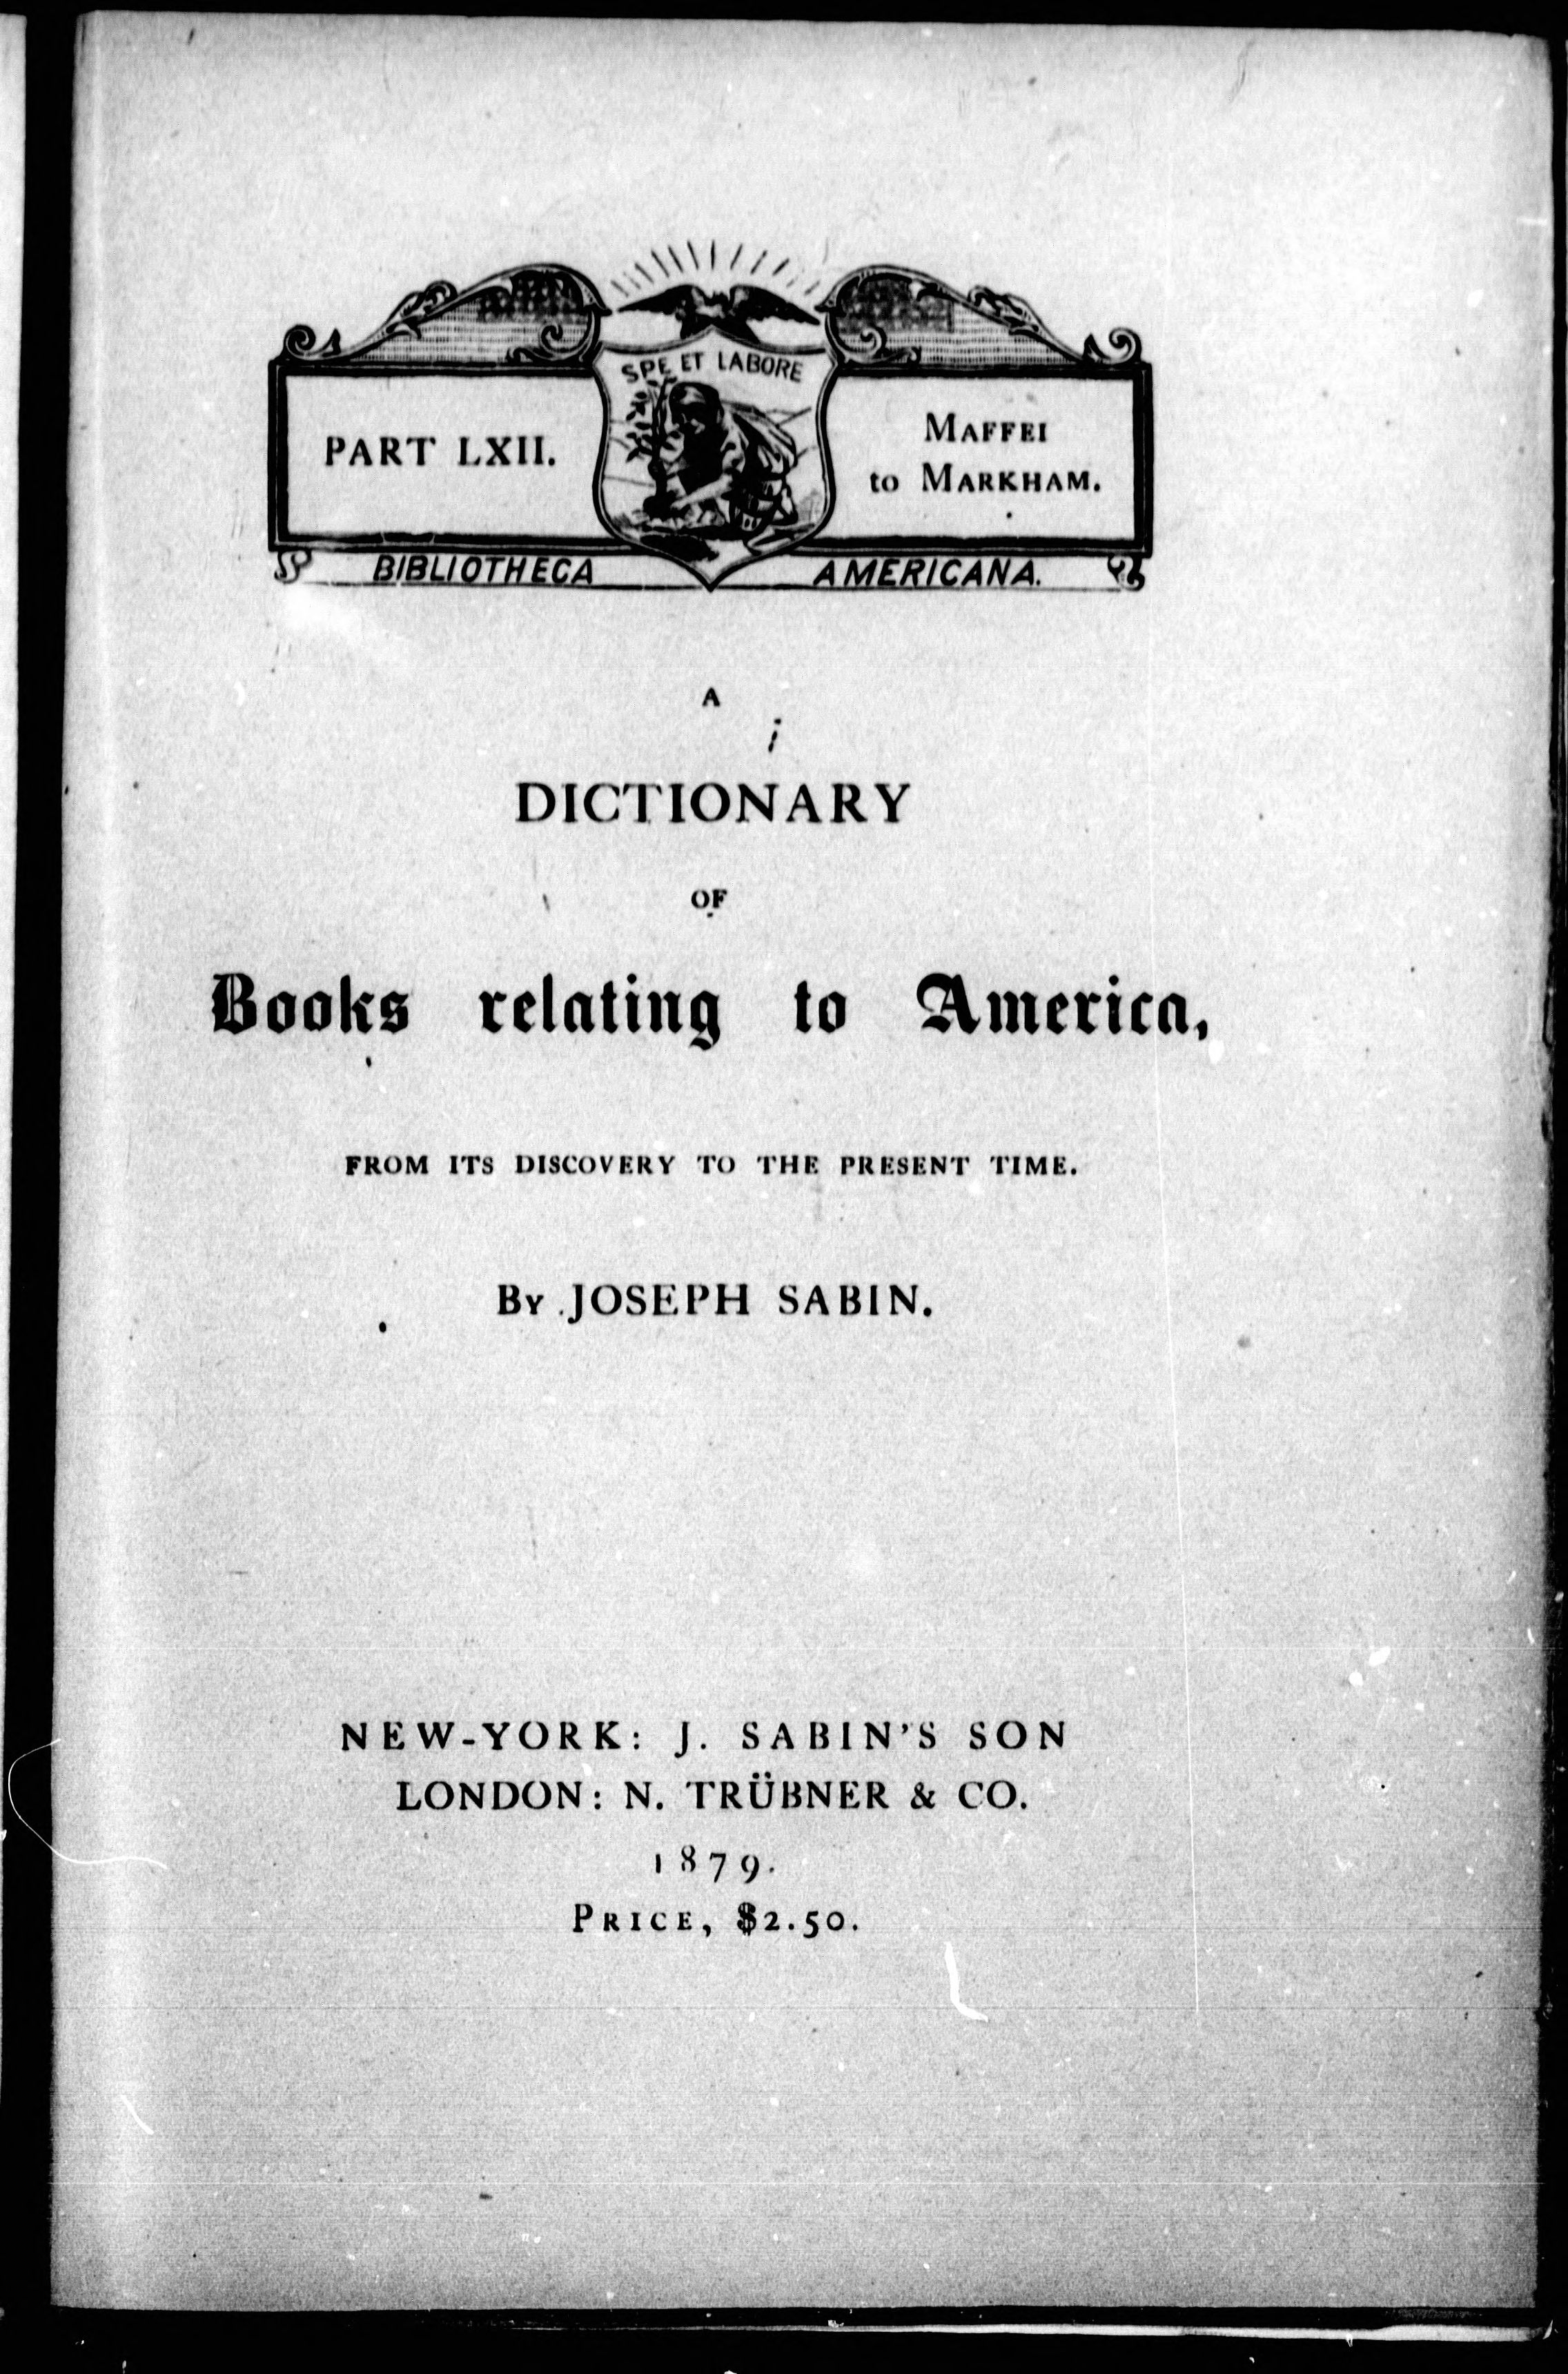 SPE ET LABORE
PART LXII.
MAFFEI
to MARKHAM.
BIBLIOTHECA AMERICANA.
A
DICTIONARY
OF
Books relating to America,
FROM ITS DISCOVERY TO THE PRESENT TIME.
BY JOSEPH SABIN.
NEW-YORK: J. SABIN'S SON
LONDON: N. TRÜBNER & CO.
1879.
PRICE, $2.50.